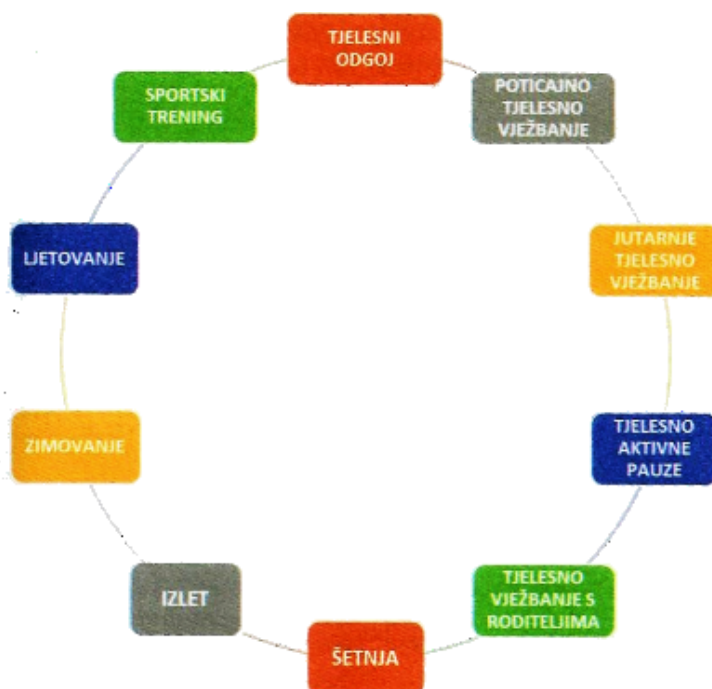 TJELESNI
ODGOJ
POTICAJNO
TJELESNO
VJEŽBANJE
JUTARNJE
TJELESNO
VJEŽBANJE
TJELESNO
AKTIVNE
PAUZE
TJELESNO
VJEŽBANJE S
RODITELJIMA
ŠETNJA
IZLET
ZIMOVANJE
LJETOVANJE
SPORTSKI
TRENING